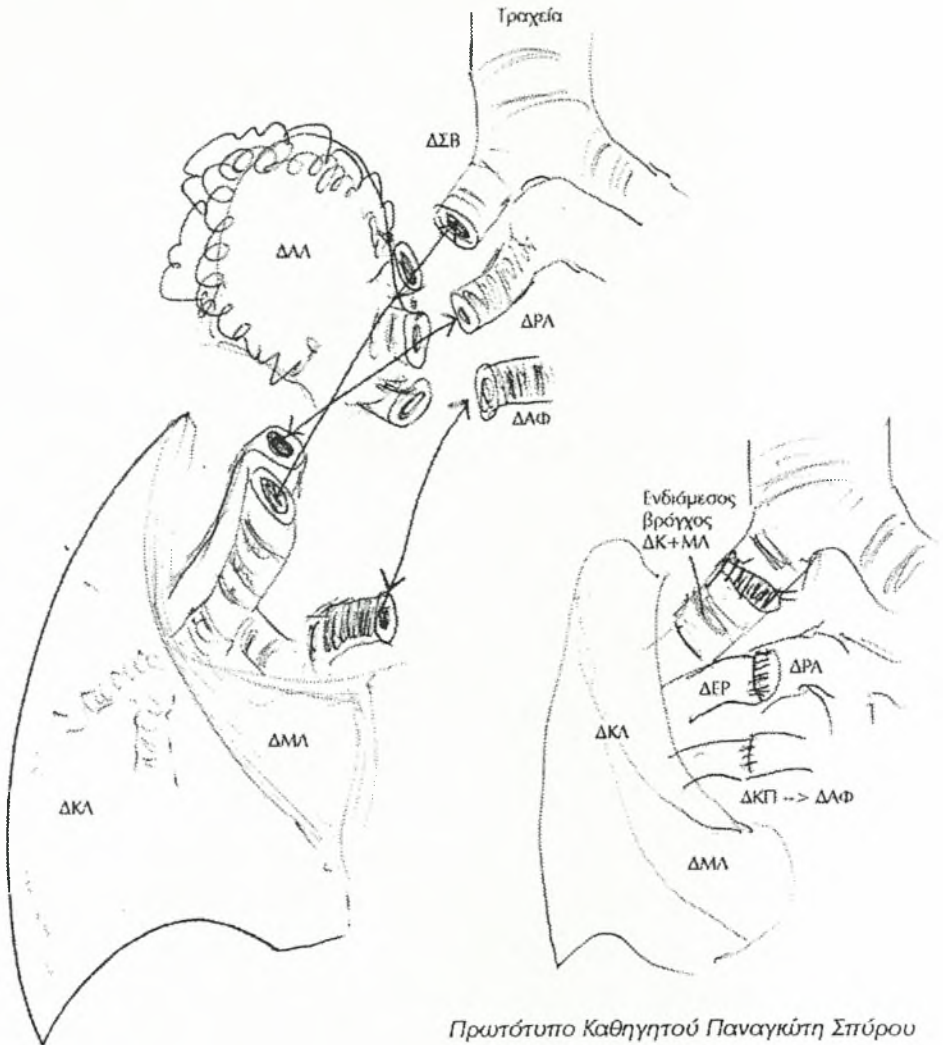 Τραχεία
ΔΣΒ
ΔΛΛ
ΔΡΛ
ΔΑΦ
ΔΜΛ
ΔΚΛ
Ενδιάμεσος
βρόγχος
ΔΚ+ΜΛ
ΔΕΡ
ΔΡΑ
ΔΚΛ
ΔΚΠ --> ΔΑΦ
ΔΜΛ
Πρωτότυπο Καθηγητού Παναγιώτη Σπύρου